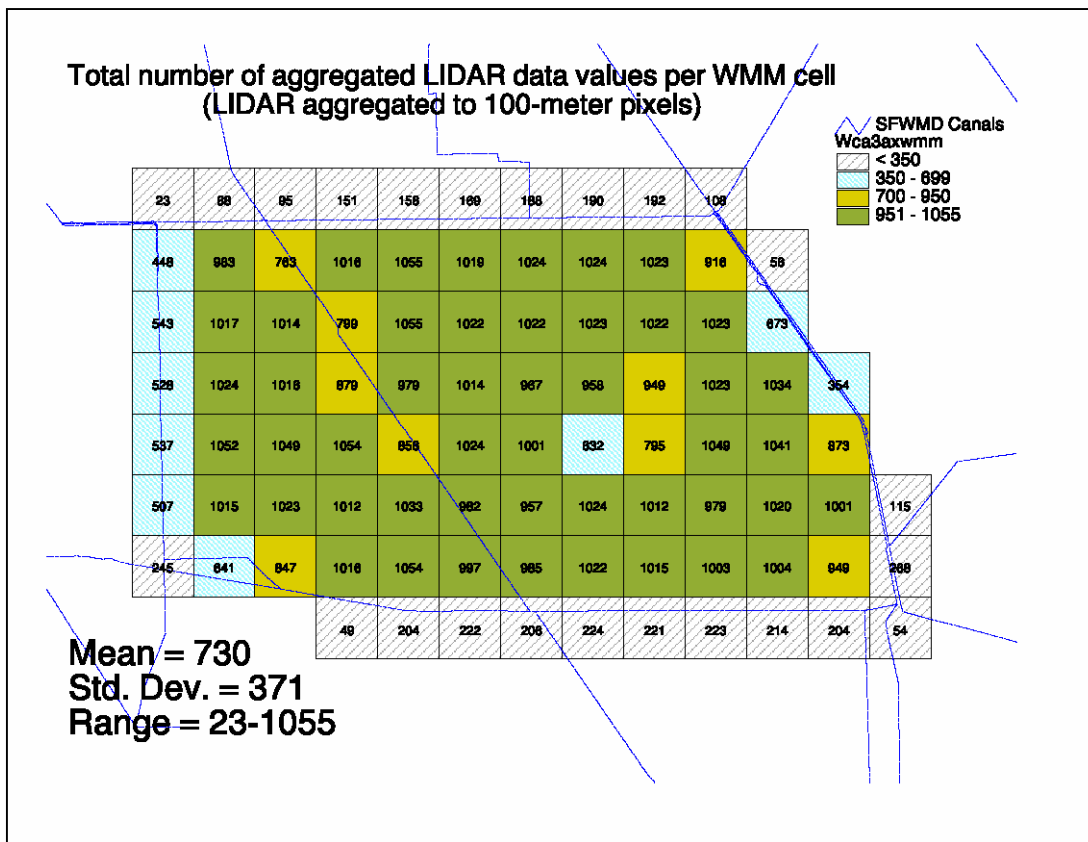 Total number of aggregated LIDAR data values per WMM cell
(LIDAR aggregated to 100-meter pixels)
SFWMD Canals
Wca3axwmm
< 350
350 - 699
700 - 950
951 - 1055
23 98 95 151 158 169 188 190 192 108
448 983 763 1016 1055 1019 1024 1024 1023 916 58
543 1017 1014 799 1055 1022 1022 1023 1022 1023 673
528 1024 1018 879 979 1014 967 958 949 1023 1034 354
537 1052 1049 1054 858 1024 1001 632 795 1049 1041 873
507 1015 1023 1012 1033 962 957 1024 1012 979 1020 1001 115
245 641 847 1016 1054 997 985 1022 1015 1003 1004 949 268
49 204 222 206 224 221 223 214 204 54
Mean = 730
Std. Dev. = 371
Range = 23-1055